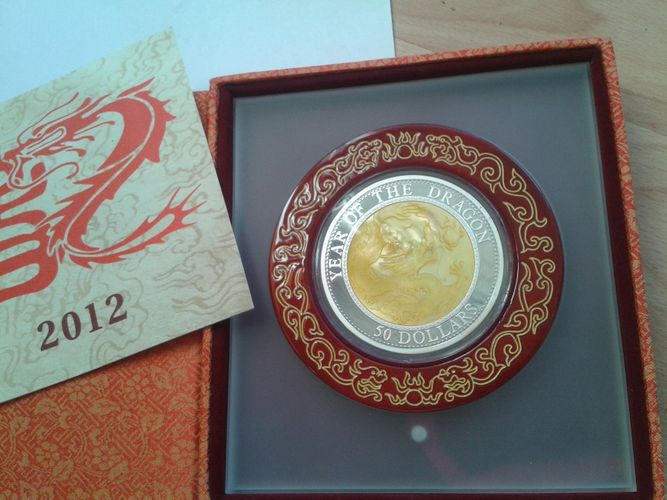 2012
YEAR OF THE DRAGON
50 DOLLARS